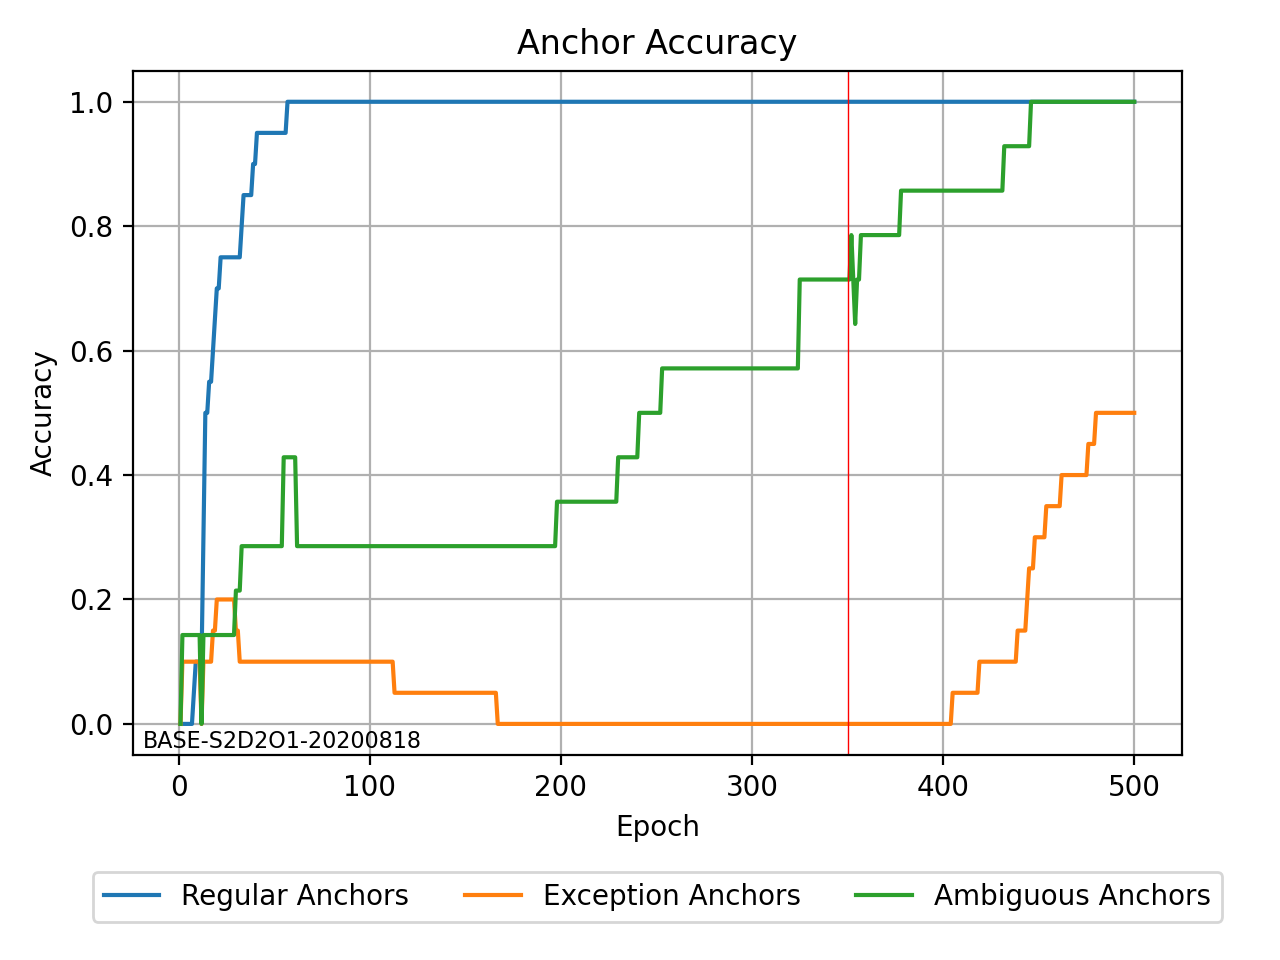 Anchor Accuracy
1.0
0.8
0.6
0.4
0.2
0.0
Accuracy
BASE-S2D2O1-20200818
0 100 200 300 400 500
Epoch
Regular Anchors Exception Anchors Ambiguous Anchors